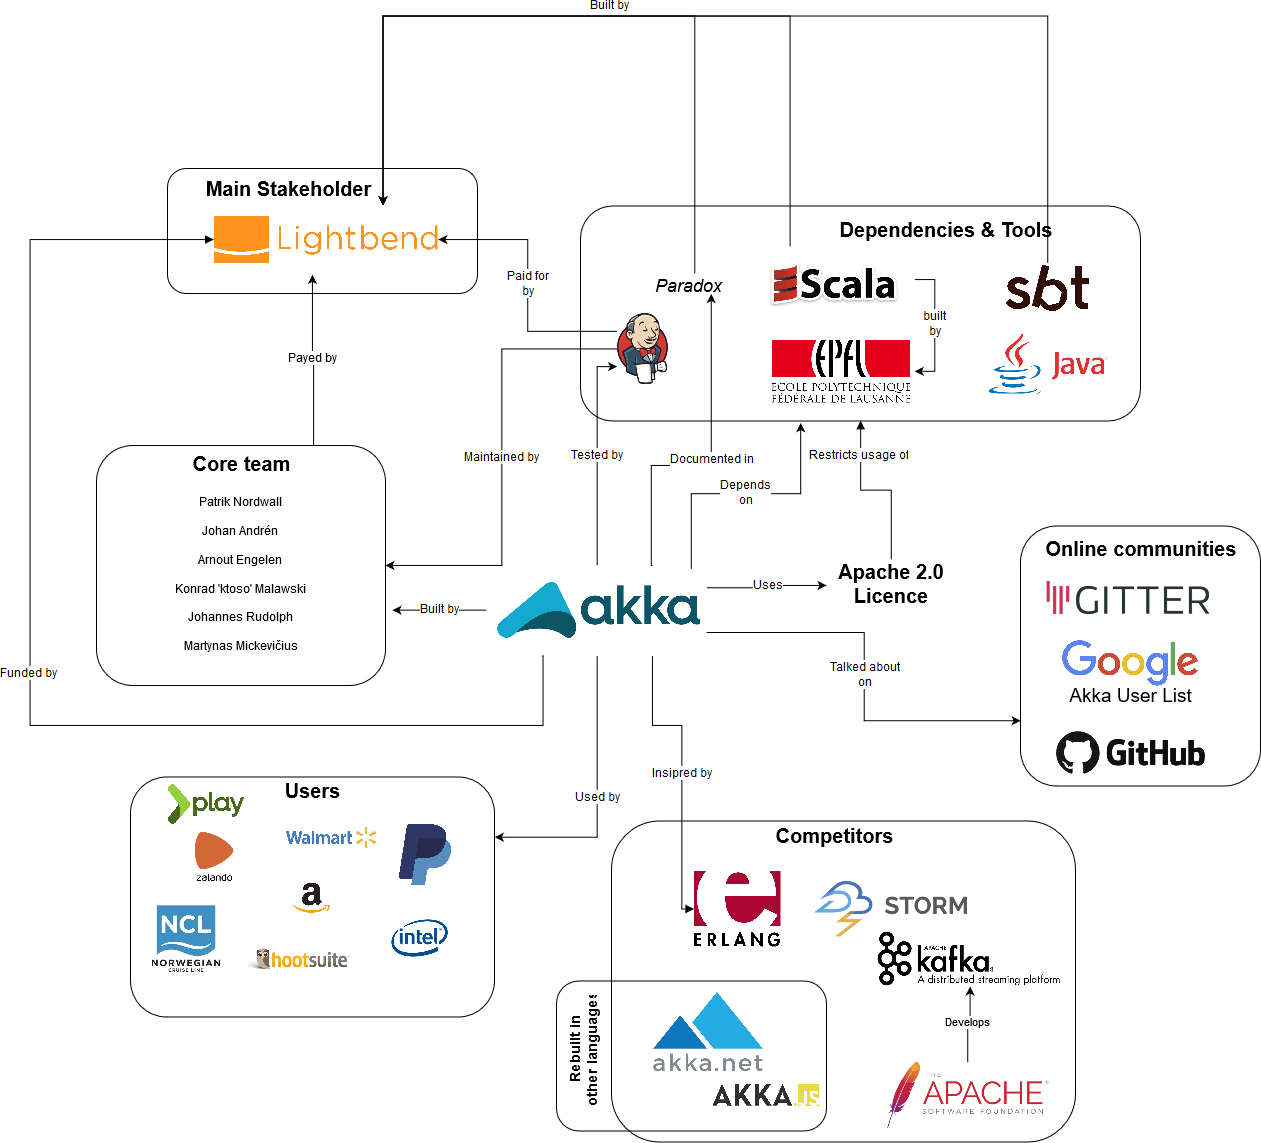 Built by
Main Stakeholder
Lightbend
Dependencies & Tools
Paid for
by
Paradox
Scala
sbt
built
by
EPFL
ECOLE POLYTECHNIQUE
FÉDÉRALE DE LAUSANNE
Java
Payed by
Core team
Patrik Nordwall
Johan Andrén
Arnout Engelen
Konrad 'ktoso' Malawski
Johannes Rudolph
Martynas Mickevičius
Maintained by
Tested by
Documented in
Restricts usage of
Depends
on
Built by
akka
Uses
Apache 2.0
Licence
Online communities
GITTER
Google
Akka User List
GitHub
Talked about
on
Funded by
Insipred by
Used by
Users
play
Walmart
zalando
a
NCL
NORWEGIAN
CRUISE LINE
hootsuite
intel
Competitors
e
ERLANG
STORM
APACHE
kafka
A distributed streaming platform
Develops
Rebuilt in
other languages
akka.net
AKKA.JS
THE
APACHE
SOFTWARE FOUNDATION